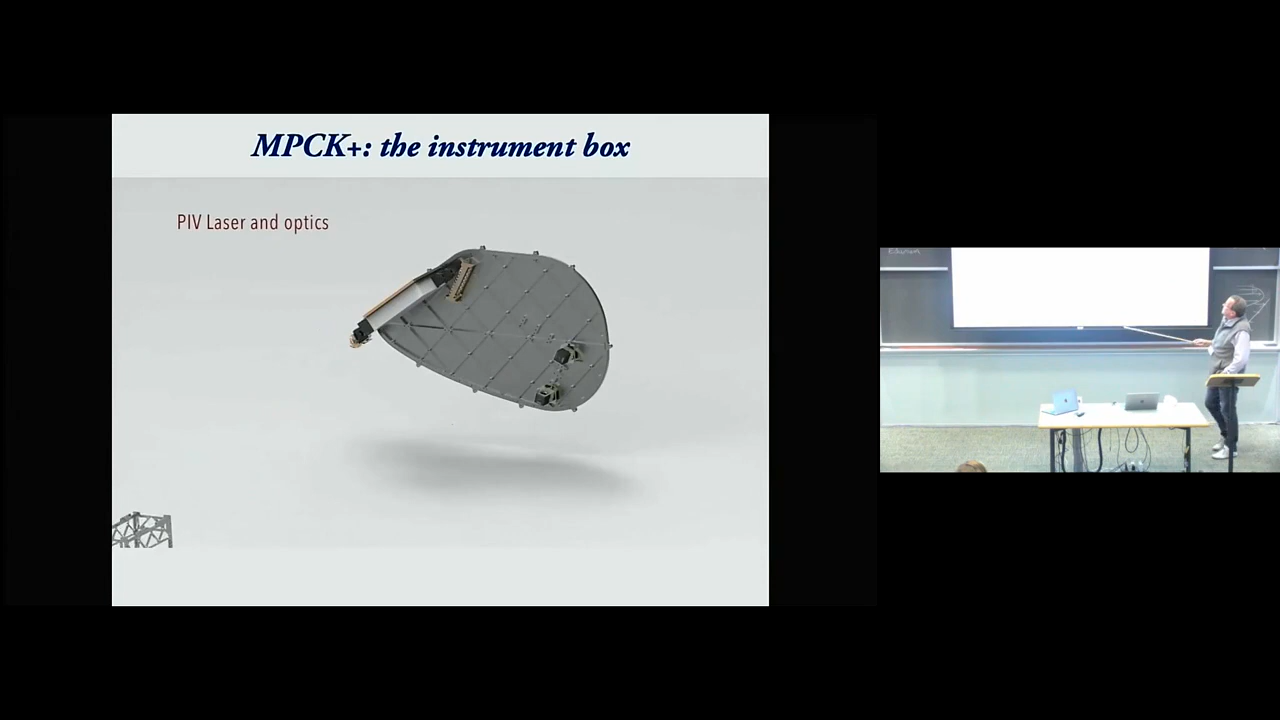 MPCK+: the instrument box
PIV Laser and optics